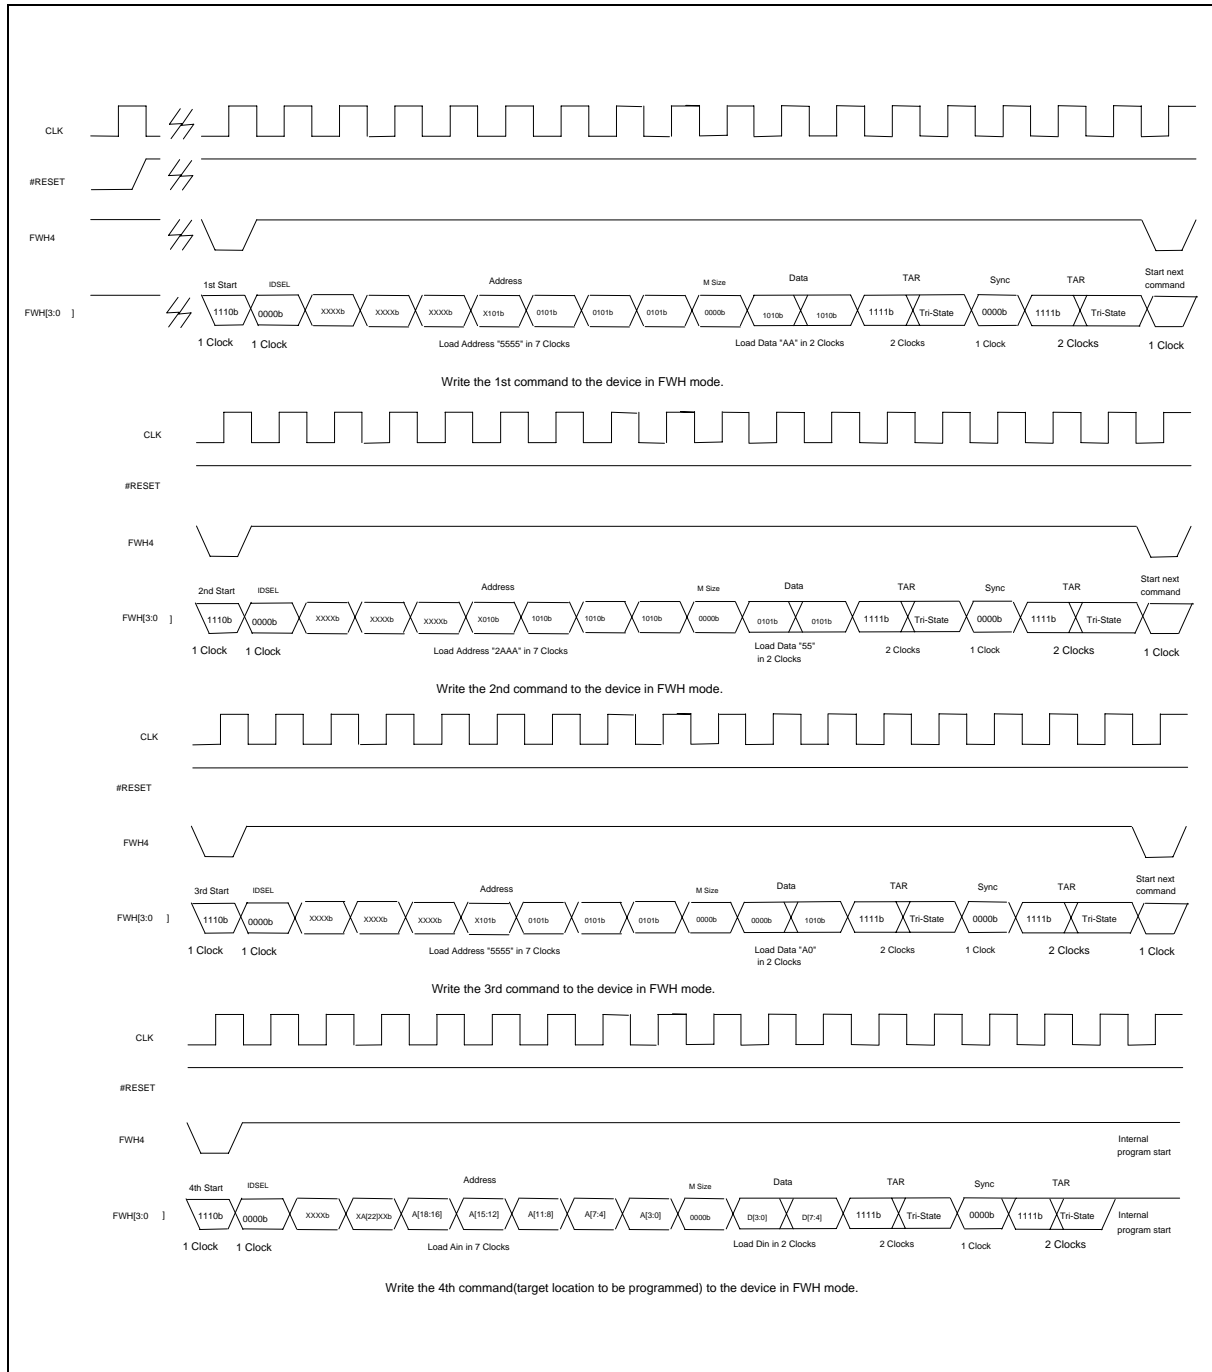 CLK
#RESET
FWH4
1st Start IDSEL Address M Size Data TAR Sync TAR Start next
command
FWH[3:0 ] 1110b 0000b XXXXb XXXXb XXXXb X101b 0101b 0101b 0101b 0000b 1010b 1010b 1111b Tri-State 0000b 1111b Tri-State
1 Clock 1 Clock Load Address "5555" in 7 Clocks Load Data "AA" in 2 Clocks 2 Clocks 1 Clock 2 Clocks 1 Clock
Write the 1st command to the device in FWH mode.
CLK
#RESET
FWH4
2nd Start IDSEL Address M Size Data TAR Sync TAR Start next
command
FWH[3:0 ] 1110b 0000b XXXXb XXXXb XXXXb X010b 1010b 1010b 1010b 0000b 0101b 0101b 1111b Tri-State 0000b 1111b Tri-State
1 Clock 1 Clock Load Address "2AAA" in 7 Clocks Load Data "55" 2 Clocks 1 Clock 2 Clocks 1 Clock
in 2 Clocks
Write the 2nd command to the device in FWH mode.
CLK
#RESET
FWH4
3rd Start IDSEL Address M Size Data TAR Sync TAR Start next
command
FWH[3:0 ] 1110b 0000b XXXXb XXXXb XXXXb X101b 0101b 0101b 0101b 0000b 0000b 1010b 1111b Tri-State 0000b 1111b Tri-State
1 Clock 1 Clock Load Address "5555" in 7 Clocks Load Data "A0" 2 Clocks 1 Clock 2 Clocks 1 Clock
in 2 Clocks
Write the 3rd command to the device in FWH mode.
CLK
#RESET
FWH4 Internal
program start
4th Start IDSEL Address M Size Data TAR Sync TAR
FWH[3:0 ] 1110b 0000b XXXXb XA[22]XXb A[18:16] A[15:12] A[11:8] A[7:4] A[3:0] 0000b D[3:0] D[7:4] 1111b Tri-State 0000b 1111b Tri-State Internal
program start
1 Clock 1 Clock Load Ain in 7 Clocks Load Din in 2 Clocks 2 Clocks 1 Clock 2 Clocks
Write the 4th command(target location to be programmed) to the device in FWH mode.